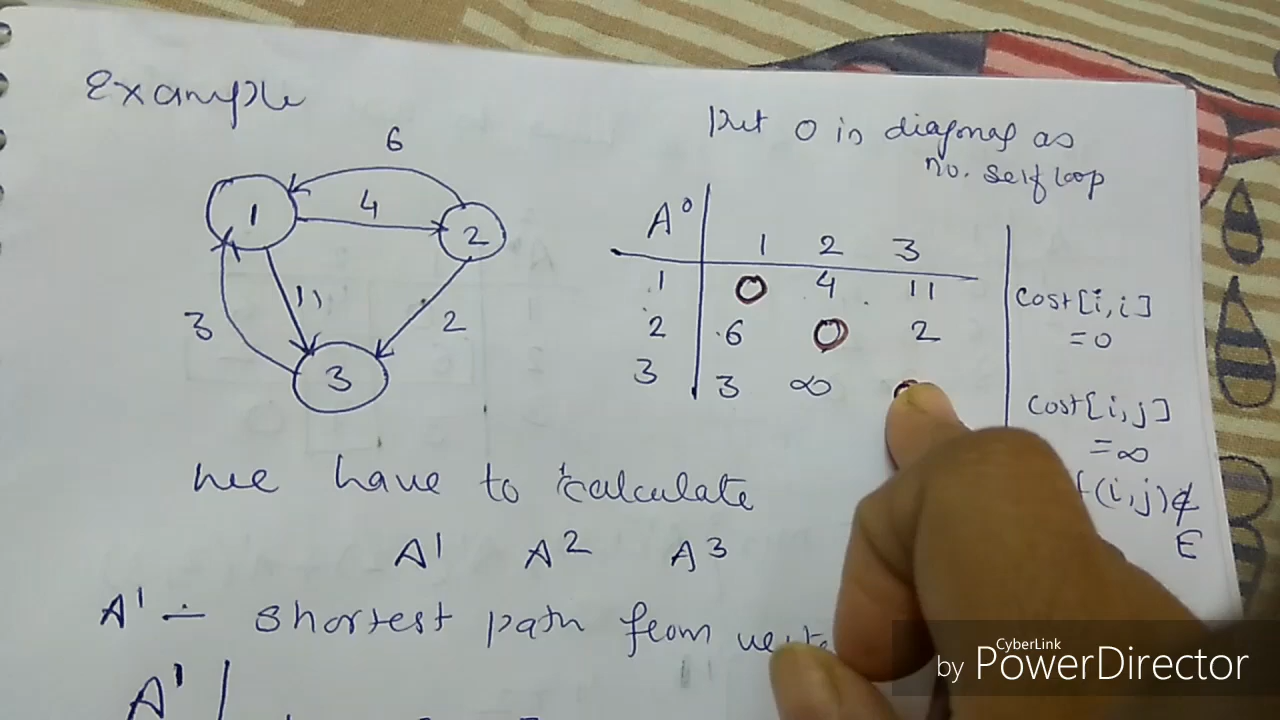 Example
Put 0 in diagonal as
no. self loop
6
4
1
2
11
3
2
3
A⁰ 1 2 3
1 0 4 11
2 6 0 2
3 3 ∞
cost[i,i]
=0
cost[i,j]
=∞
(i,j)∉
E
we have to calculate
A¹ A² A³
A¹ shortest path from
A¹
CyberLink
by PowerDirector